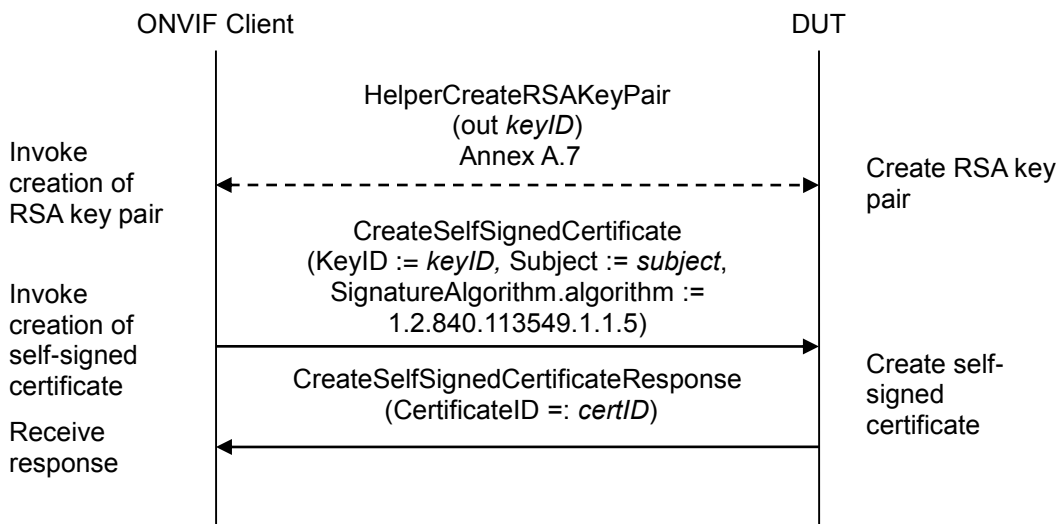 ONVIF Client
DUT
HelperCreateRSAKeyPair
(out keyID)
Annex A.7
Invoke
creation of
RSA key pair
Create RSA key
pair
CreateSelfSignedCertificate
(KeyID := keyID, Subject := subject,
SignatureAlgorithm.algorithm :=
1.2.840.113549.1.1.5)
Invoke
creation of
self-signed
certificate
Create self-
signed
certificate
CreateSelfSignedCertificateResponse
(CertificateID =: certID)
Receive
response